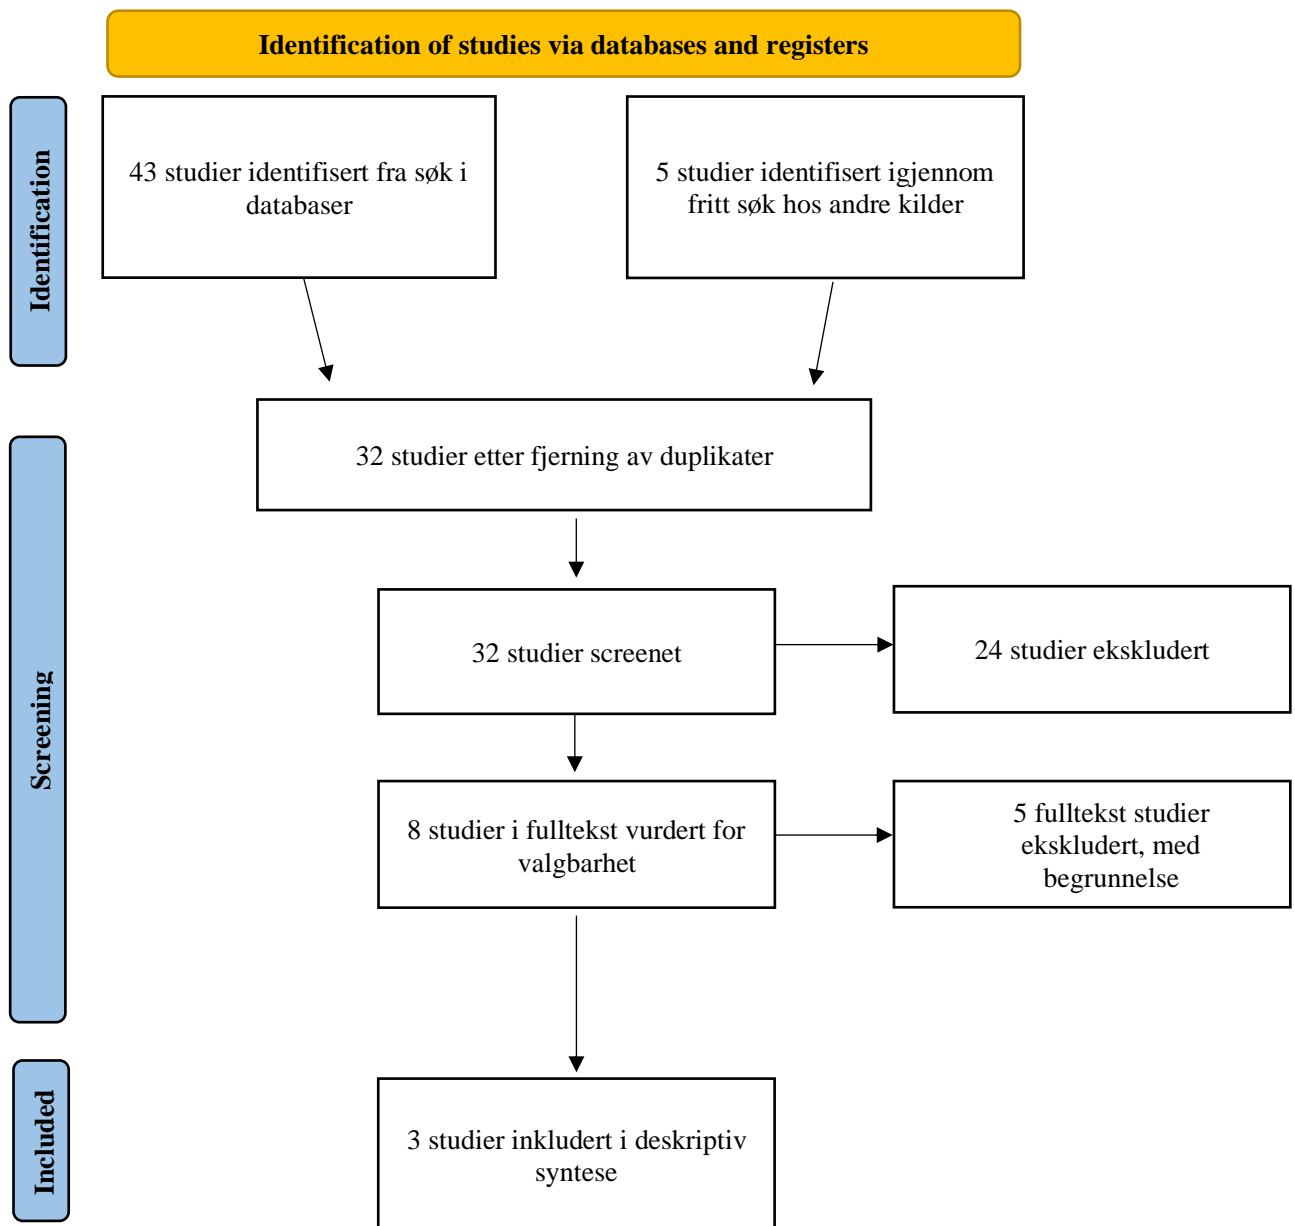 Identification of studies via databases and registers
Identification
43 studier identifisert fra søk i
databaser
5 studier identifisert igjennom
fritt søk hos andre kilder
Screening
32 studier etter fjerning av duplikater
32 studier screenet
24 studier ekskludert
8 studier i fulltekst vurdert for
valgbarhet
5 fulltekst studier
ekskludert, med
begrunnelse
Included
3 studier inkludert i deskriptiv
syntese